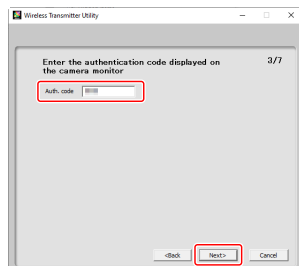 Wireless Transmitter Utility
Enter the authentication code displayed on
the camera monitor
3/7
Auth. code
<Back
Next>
Cancel